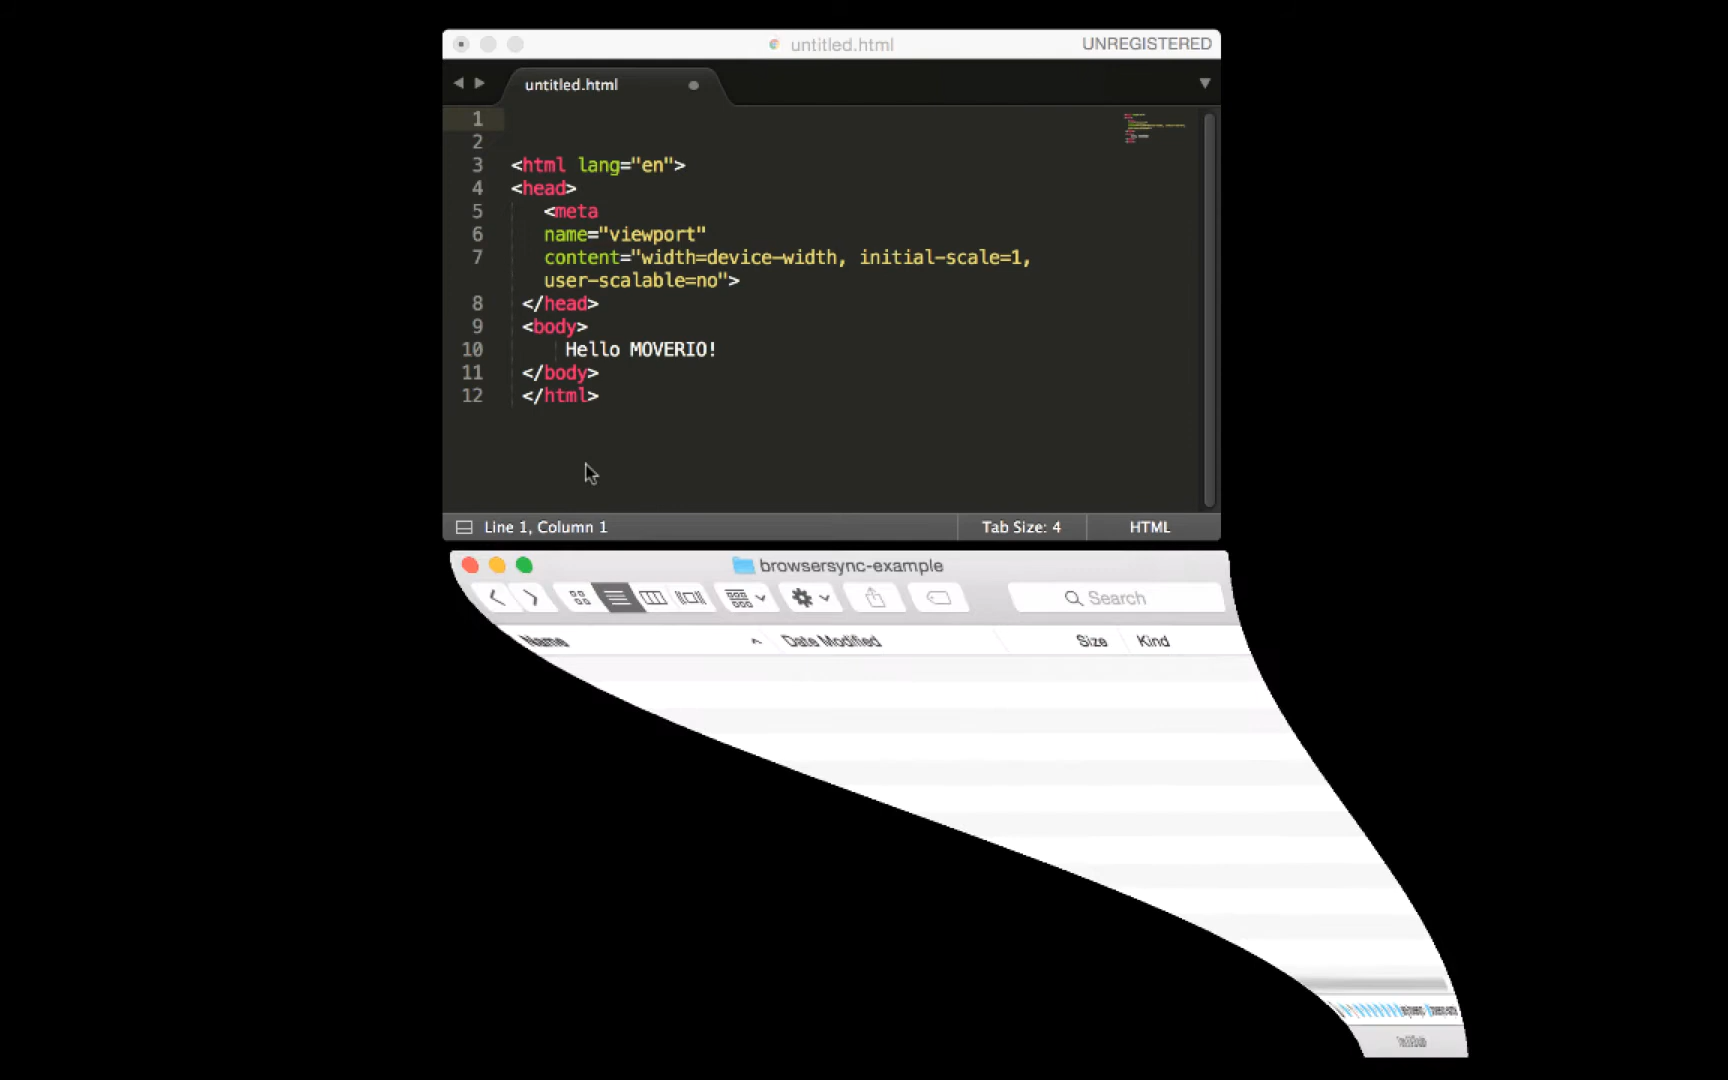 untitled.html
UNREGISTERED
untitled.html
1
2
3 <html lang="en">
4 <head>
5 <meta
6 name="viewport"
7 content="width=device-width, initial-scale=1,
user-scalable=no">
8 </head>
9 <body>
10 Hello MOVERIO!
11 </body>
12 </html>
Line 1, Column 1
Tab Size: 4
HTML
browsersync-example
Search
Name
Date Modified
Size
Kind